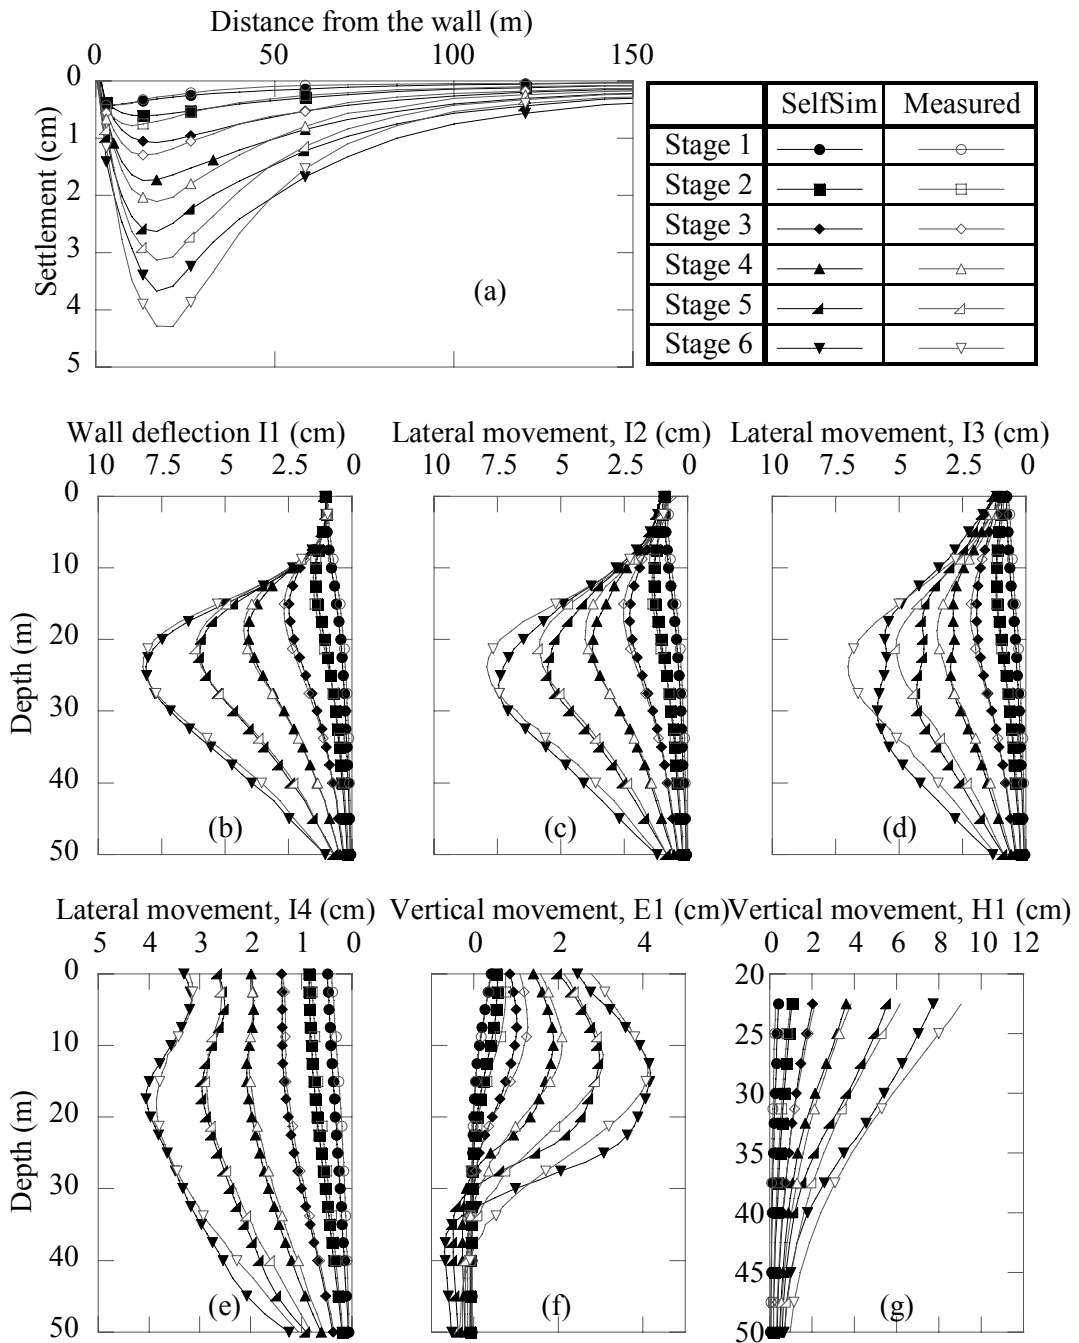 Distance from the wall (m)
0 50 100 150
0
1
2
3
4
5
Settlement (cm)
(a)
SelfSim Measured
Stage 1
Stage 2
Stage 3
Stage 4
Stage 5
Stage 6
Wall deflection I1 (cm)
10 7.5 5 2.5 0
0
10
20
30
40
50
Depth (m)
(b)
Lateral movement, I2 (cm)
10 7.5 5 2.5 0
(c)
Lateral movement, I3 (cm)
10 7.5 5 2.5 0
(d)
Lateral movement, I4 (cm)
5 4 3 2 1 0
0
10
20
30
40
50
Depth (m)
(e)
Vertical movement, E1 (cm)
0 2 4
(f)
Vertical movement, H1 (cm)
0 2 4 6 8 10 12
20
25
30
35
40
45
50
(g)